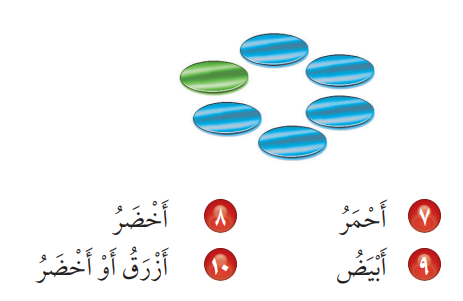 ٧ أَحْمَرُ ٨ أَخْضَرُ
٩ أَبْيَضُ ١٠ أَزْرَقُ أَوْ أَخْضَرُ